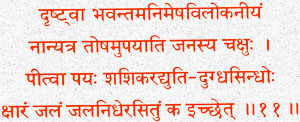 दृष्ट्वा भवन्तमनिमेषविलोकनीयं
नान्यत्र तोषमुपयाति जनस्य चक्षुः ।
पीत्वा पयः शशिकरद्युति-दुग्धसिन्धोः
क्षारं जलं जलनिधेरसितुं क इच्छेत् ॥११॥